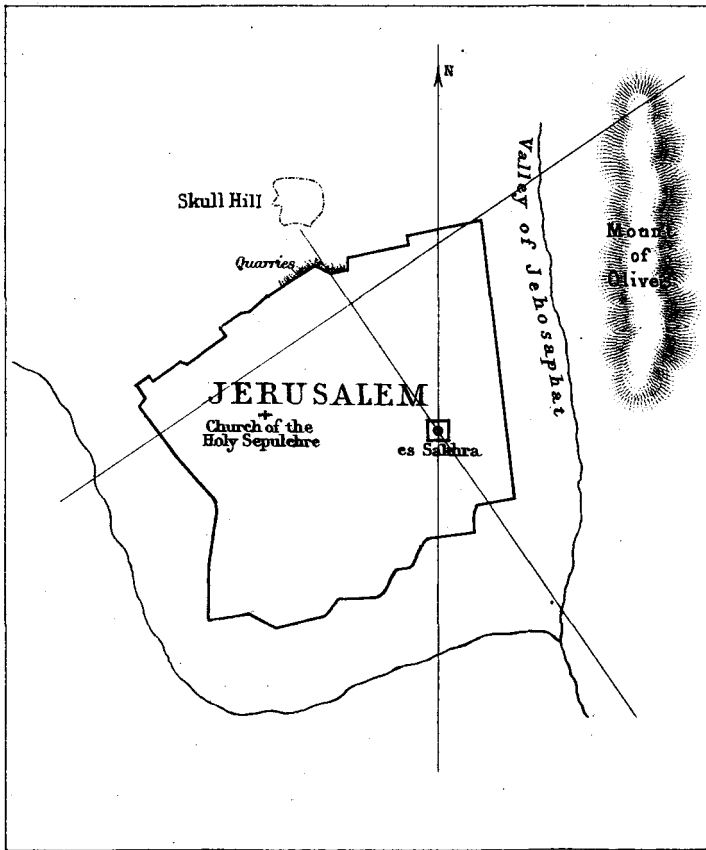 N
Skull Hill
Quarries
Valley of Jehosaphat
Mount
of
Olives
JERUSALEM
Church of the
Holy Sepulchre
es Sakhra